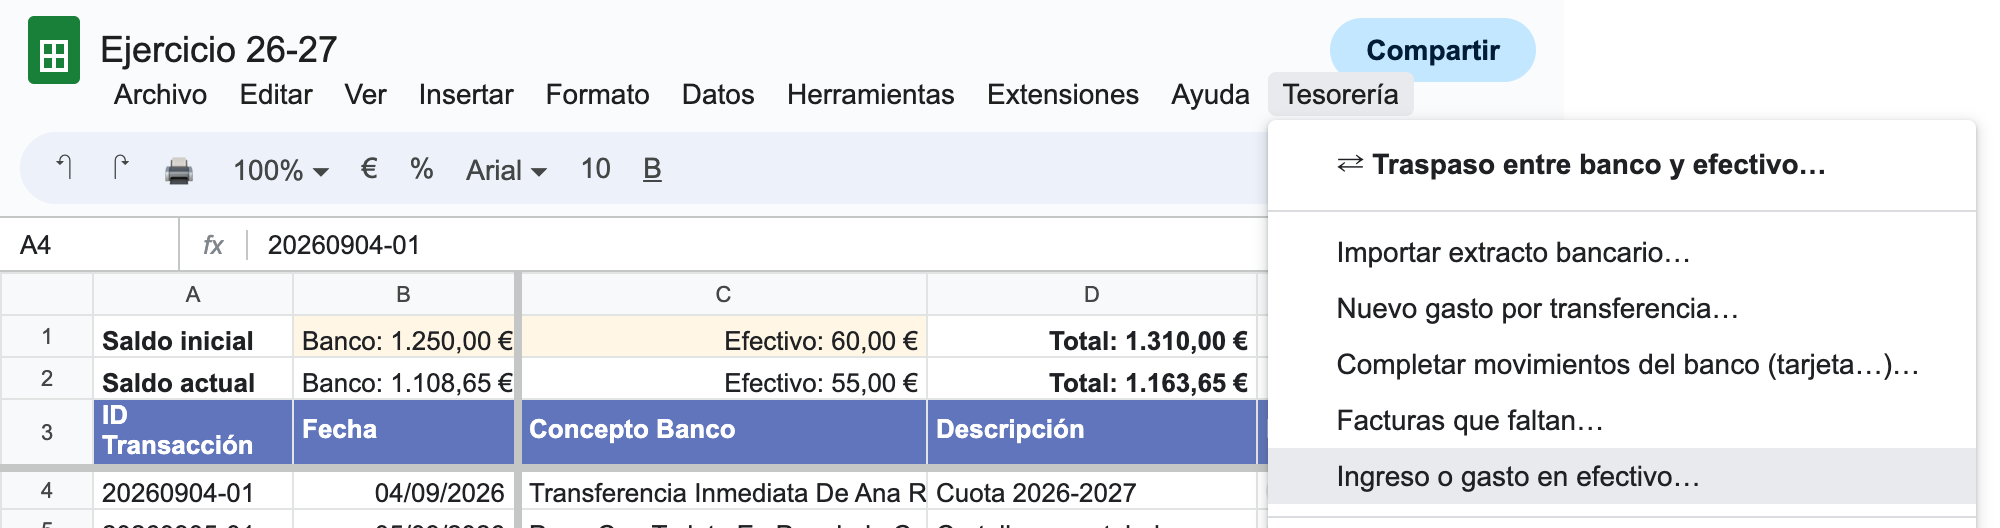 Ejercicio 26-27
Compartir
Archivo Editar Ver Insertar Formato Datos Herramientas Extensiones Ayuda Tesorería
100% € % Arial 10 B
A4 fx 20260904-01
A B C D
1 Saldo inicial Banco: 1.250,00 € Efectivo: 60,00 € Total: 1.310,00 €
2 Saldo actual Banco: 1.108,65 € Efectivo: 55,00 € Total: 1.163,65 €
3 ID Transacción Fecha Concepto Banco Descripción
4 20260904-01 04/09/2026 Transferencia Inmediata De Ana R Cuota 2026-2027
⇄ Traspaso entre banco y efectivo…
Importar extracto bancario…
Nuevo gasto por transferencia…
Completar movimientos del banco (tarjeta…)…
Facturas que faltan…
Ingreso o gasto en efectivo…